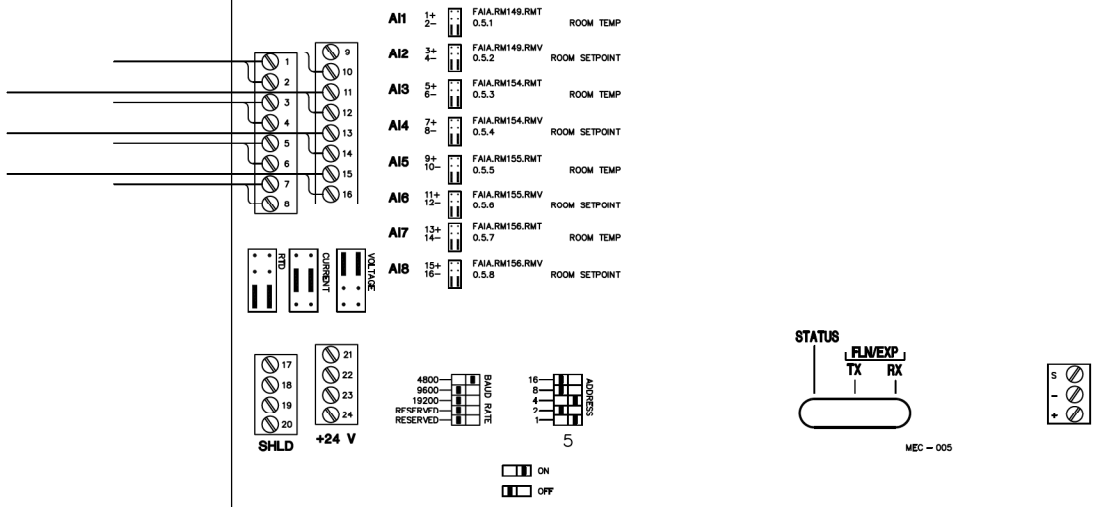 AI1 1+ FAIA.RM149.RMT
2− 0.5.1 ROOM TEMP
AI2 3+ FAIA.RM149.RMV
4− 0.5.2 ROOM SETPOINT
AI3 5+ FAIA.RM154.RMT
6− 0.5.3 ROOM TEMP
AI4 7+ FAIA.RM154.RMV
8− 0.5.4 ROOM SETPOINT
AI5 9+ FAIA.RM155.RMT
10− 0.5.5 ROOM TEMP
AI6 11+ FAIA.RM155.RMV
12− 0.5.6 ROOM SETPOINT
AI7 13+ FAIA.RM156.RMT
14− 0.5.7 ROOM TEMP
AI8 15+ FAIA.RM156.RMV
16− 0.5.8 ROOM SETPOINT
1
2
3
4
5
6
7
8
9
10
11
12
13
14
15
16
RTD
CURRENT
VOLTAGE
17
18
19
20
SHLD
21
22
23
24
+24 V
4800
9600
19200
RESERVED
RESERVED
BAUD RATE
16
8
4
2
1
ADDRESS
5
ON
OFF
STATUS
FLN/EXP
TX RX
MEC − 005
S
−
+